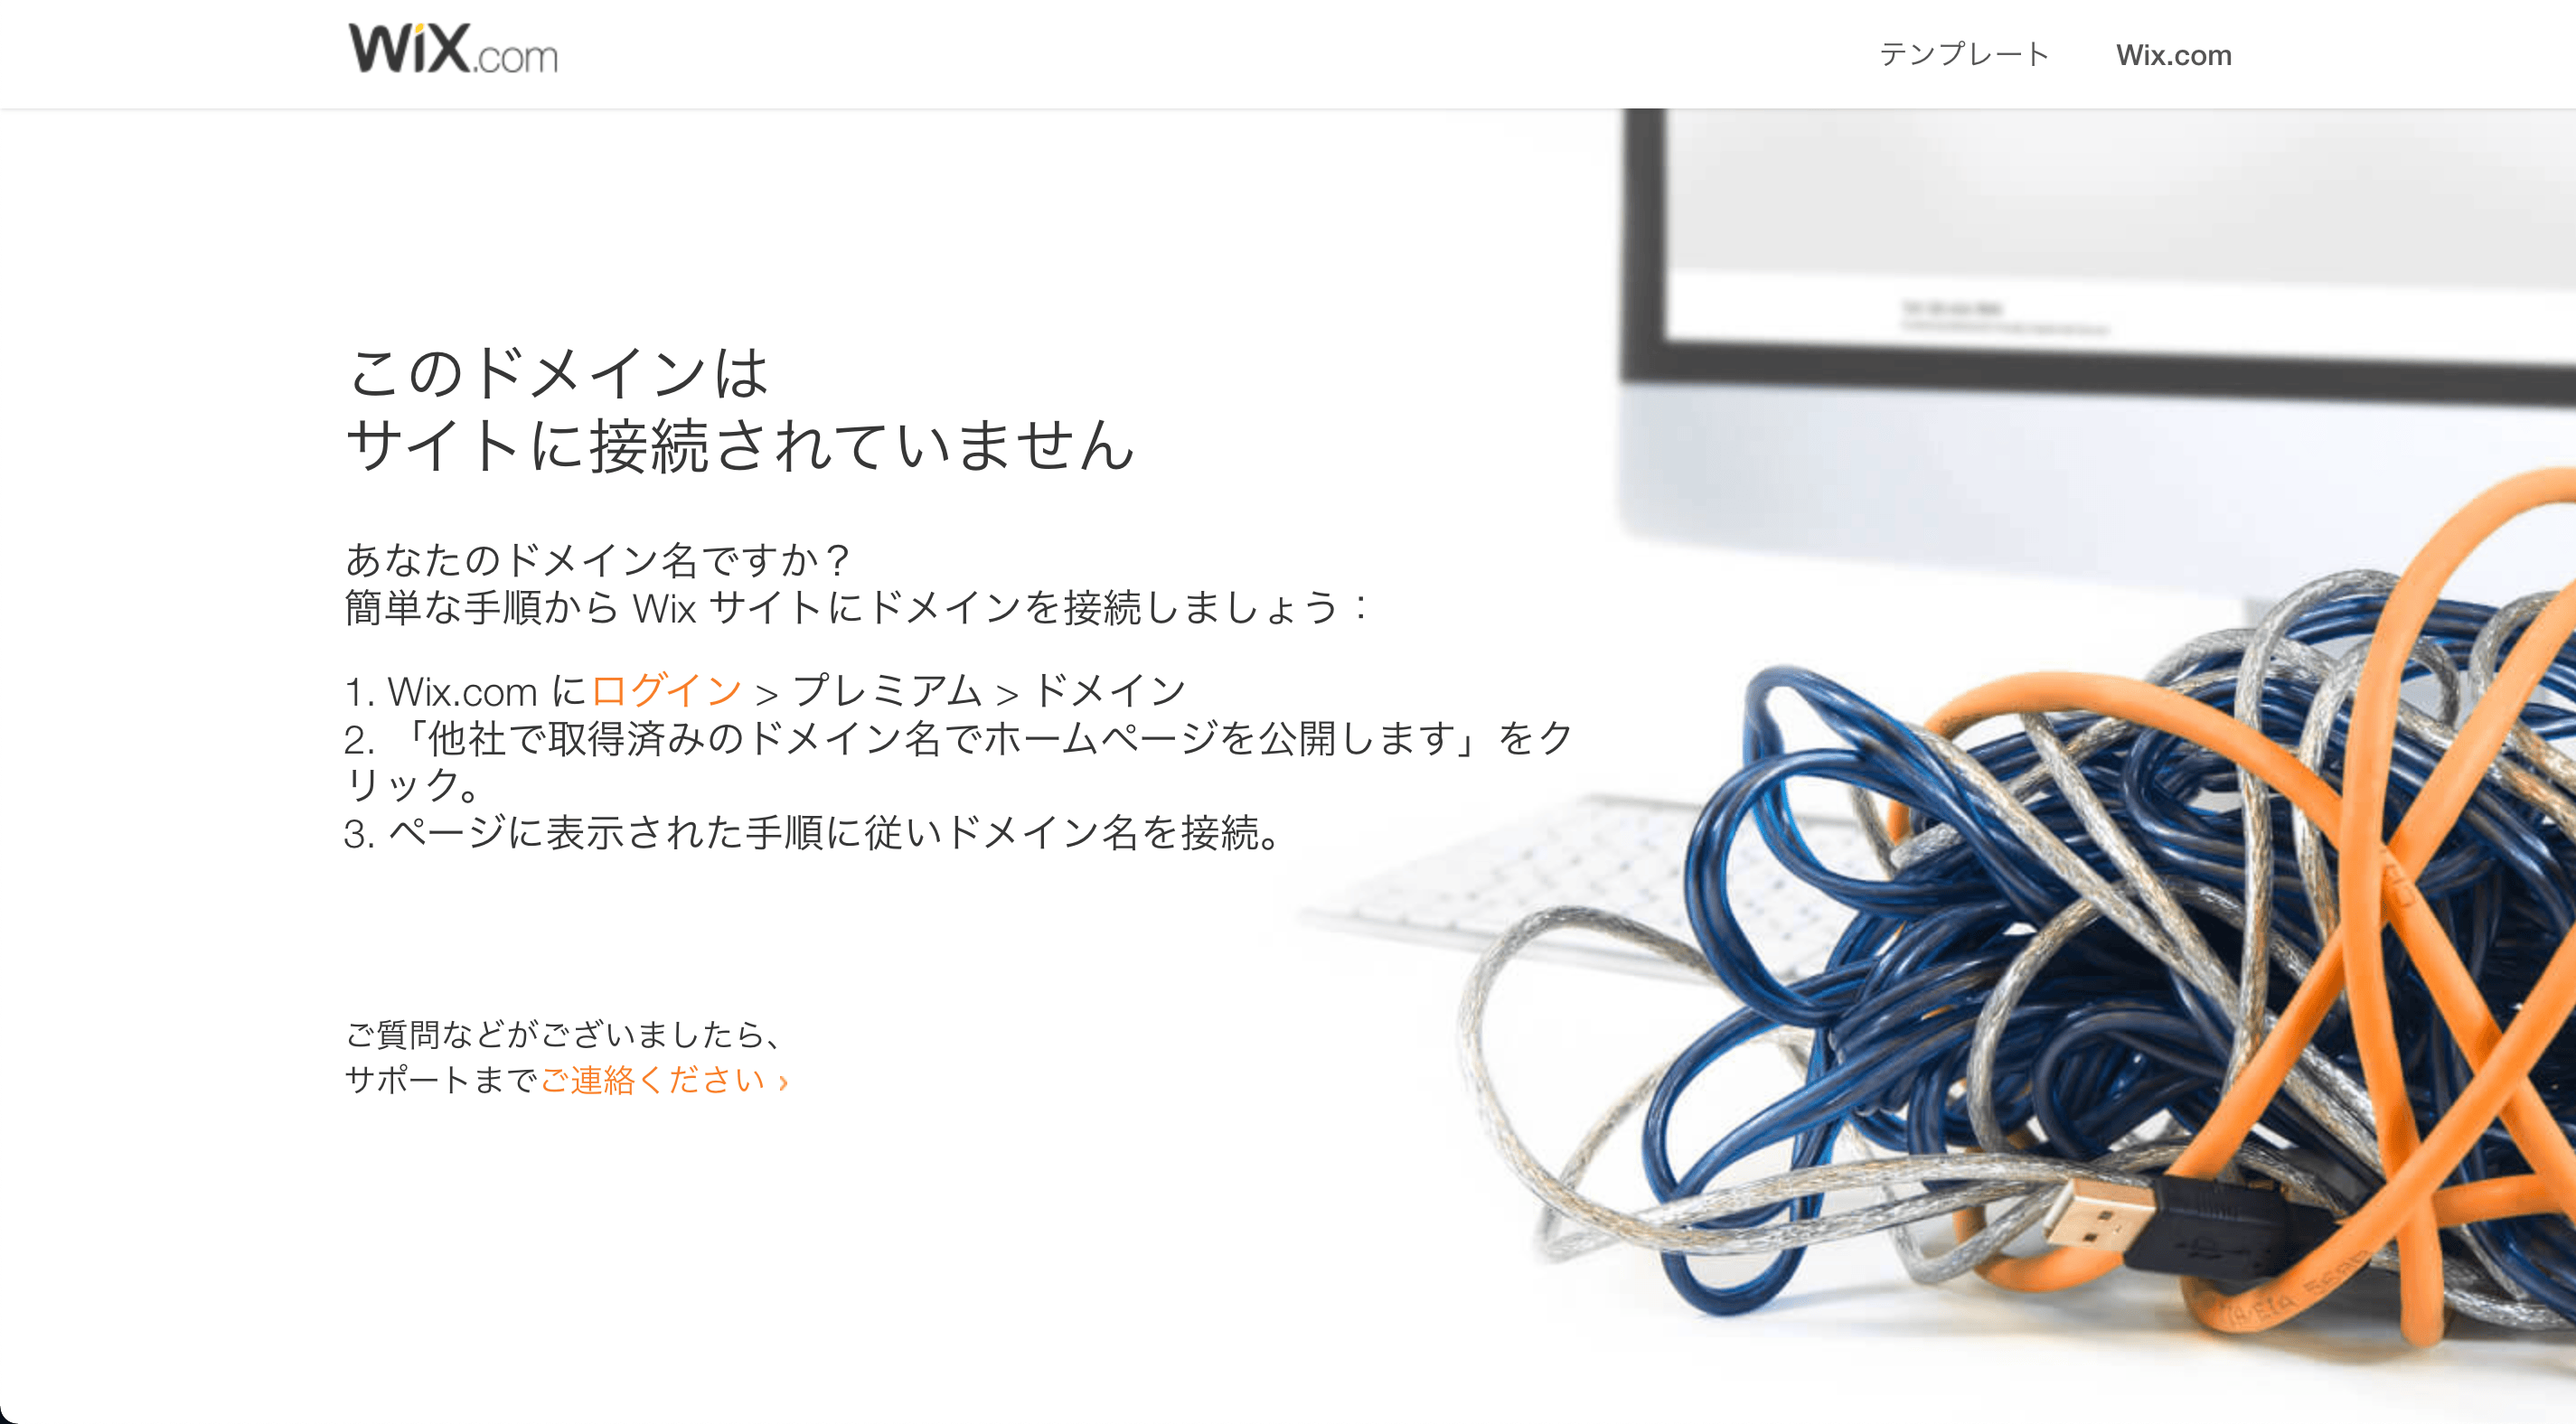 WiX.com
テンプレート
Wix.com
このドメインは
サイトに接続されていません
あなたのドメイン名ですか？
簡単な手順から Wix サイトにドメインを接続しましょう：
1. Wix.com にログイン > プレミアム > ドメイン
2. 「他社で取得済みのドメイン名でホームページを公開します」をク
リック。
3. ページに表示された手順に従いドメイン名を接続。
ご質問などがございましたら、
サポートまでご連絡ください ›